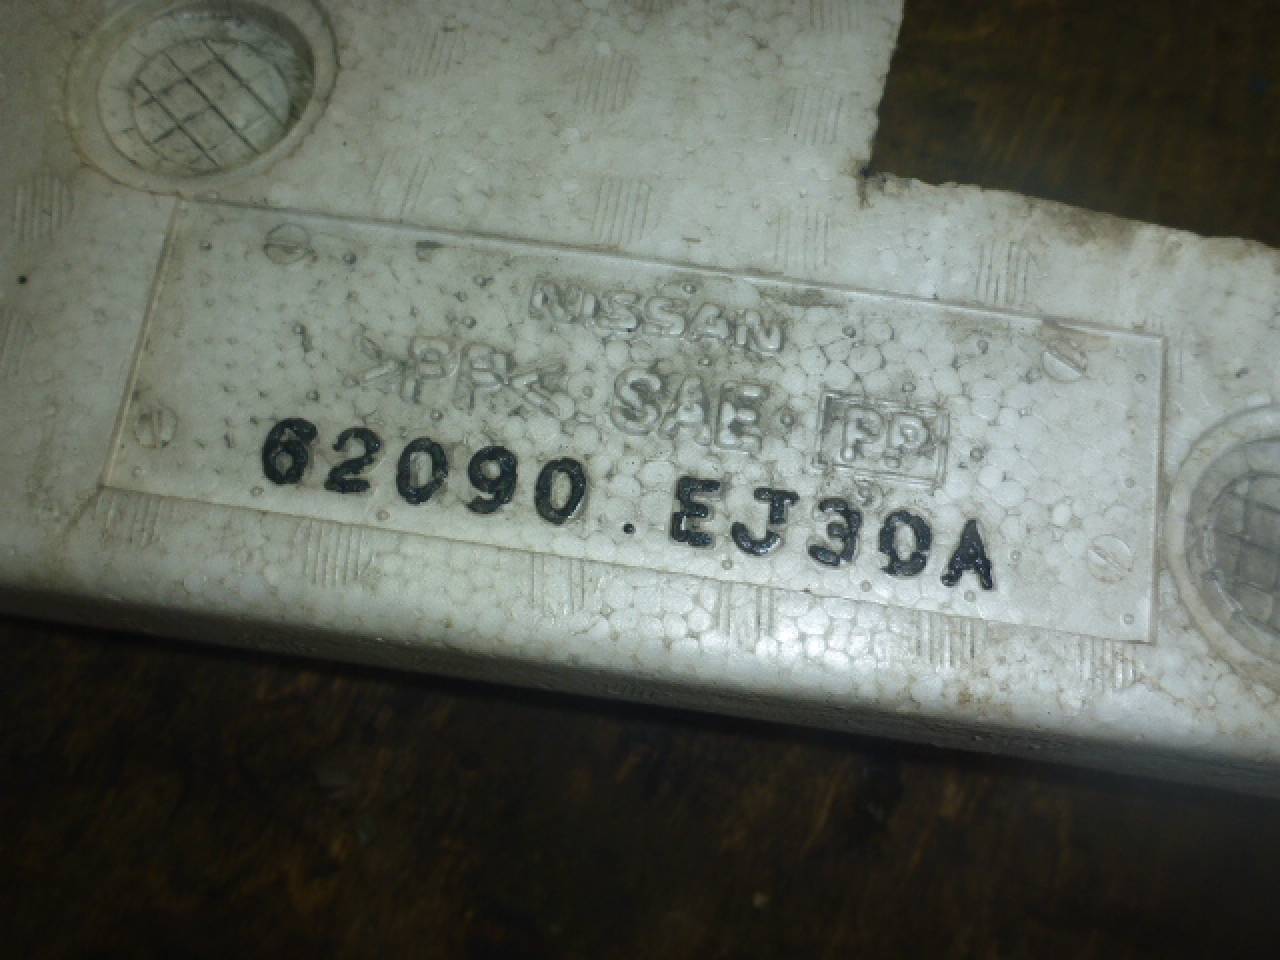 NISSAN
>PP< SAE PP
62090.EJ30A